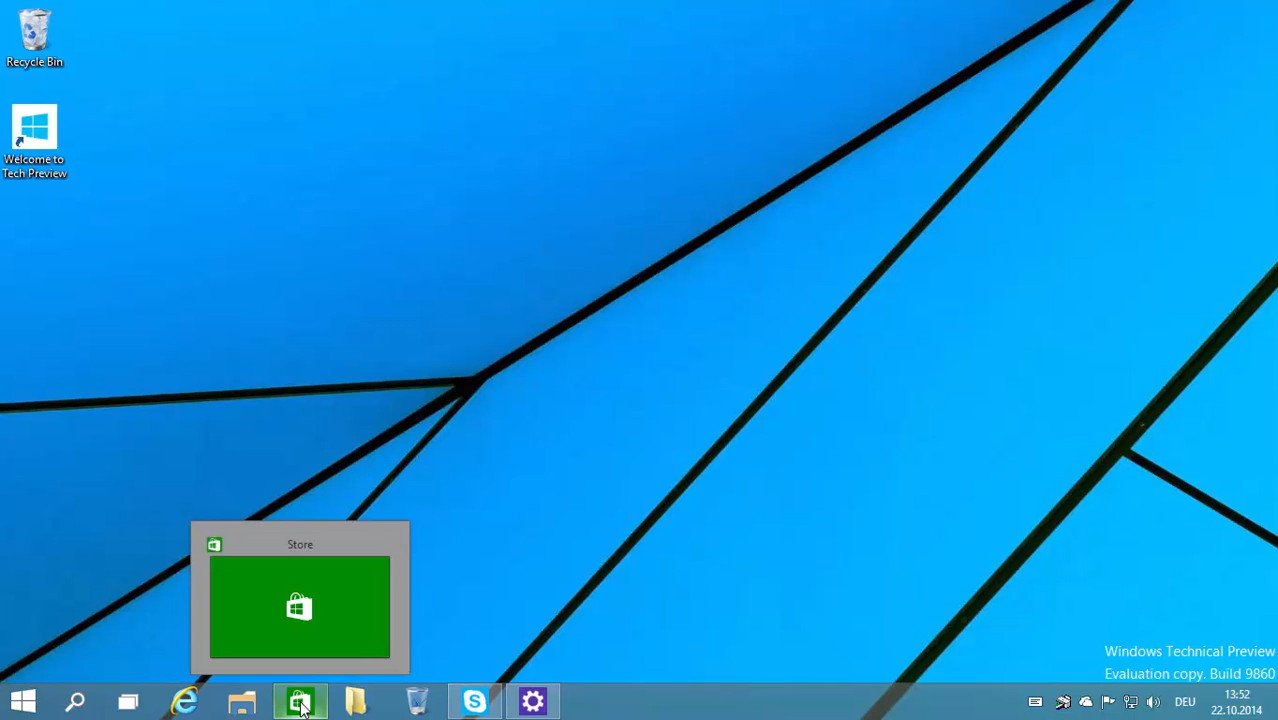 Recycle Bin
Welcome to
Tech Preview
Store
Windows Technical Preview
Evaluation copy. Build 9860
DEU
13:52
22.10.2014